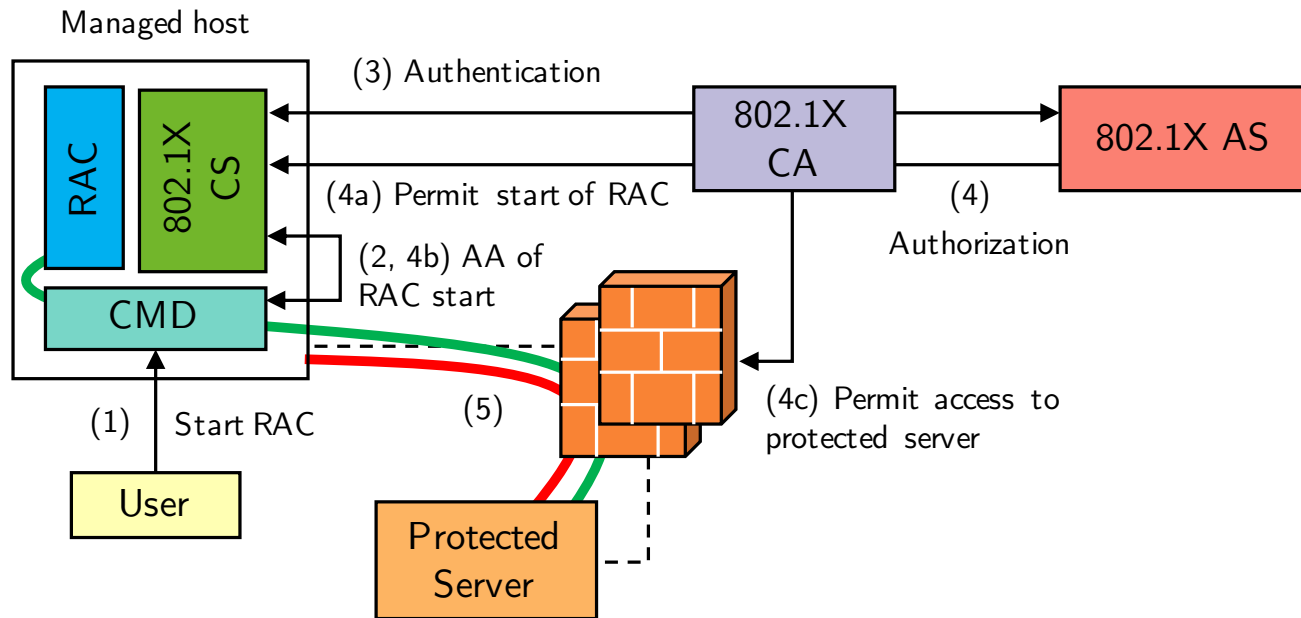 Managed host
(3) Authentication
RAC
802.1X
CS
802.1X
CA
802.1X AS
(4a) Permit start of RAC
(4)
Authorization
(2, 4b) AA of
RAC start
CMD
(1)
Start RAC
(5)
(4c) Permit access to
protected server
User
Protected
Server